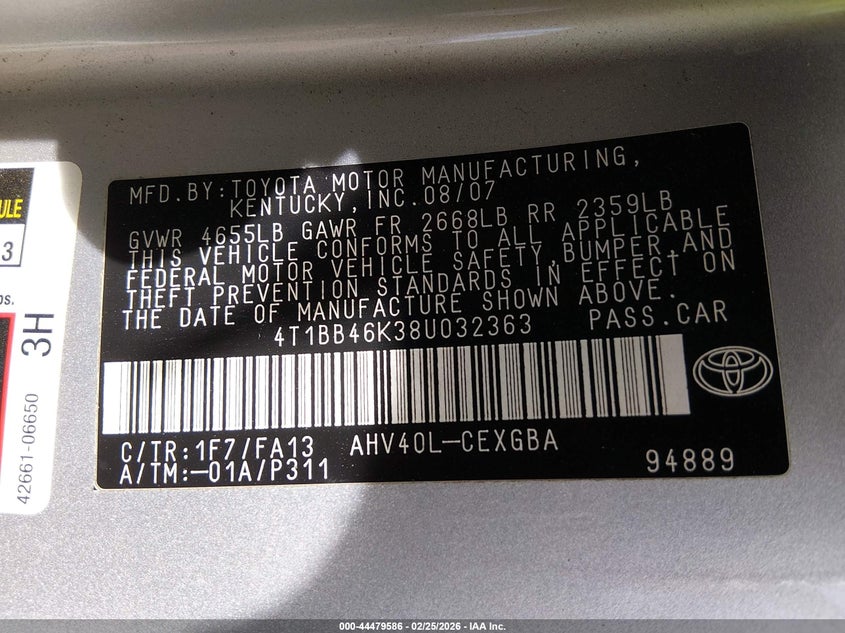 MFD.BY:TOYOTA MOTOR MANUFACTURING,
KENTUCKY,INC.08/07
GVWR 4655LB GAWR FR 2668LB RR 2359LB
THIS VEHICLE CONFORMS TO ALL APPLICABLE
FEDERAL MOTOR VEHICLE SAFETY,BUMPER,AND
THEFT PREVENTION STANDARDS IN EFFECT ON
THE DATE OF MANUFACTURE SHOWN ABOVE.
4T1BB46K38U032363 PASS.CAR
C/TR:1F7/FA13 AHV40L-CEXGBA
A/TM:-01A/P311 94889
ULE
3
os.
3H
42661-06650
000-44479586 - 02/25/2026 - IAA Inc.